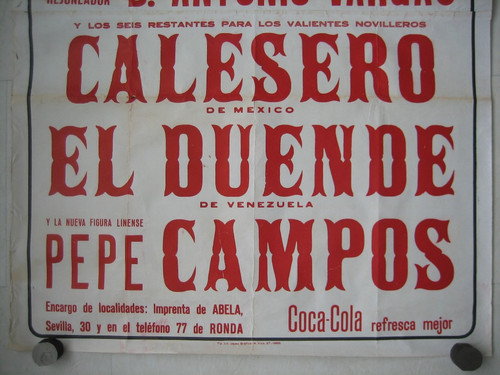 REJONEADOR D. ANTONIO VARGAS
Y LOS SEIS RESTANTES PARA LOS VALIENTES NOVILLEROS
CALESERO
DE MEXICO
EL DUENDE
DE VENEZUELA
Y LA NUEVA FIGURA LINENSE
PEPE CAMPOS
Encargo de localidades: Imprenta de ABELA,
Sevilla, 30 y en el teléfono 77 de RONDA
Coca-Cola refresca mejor